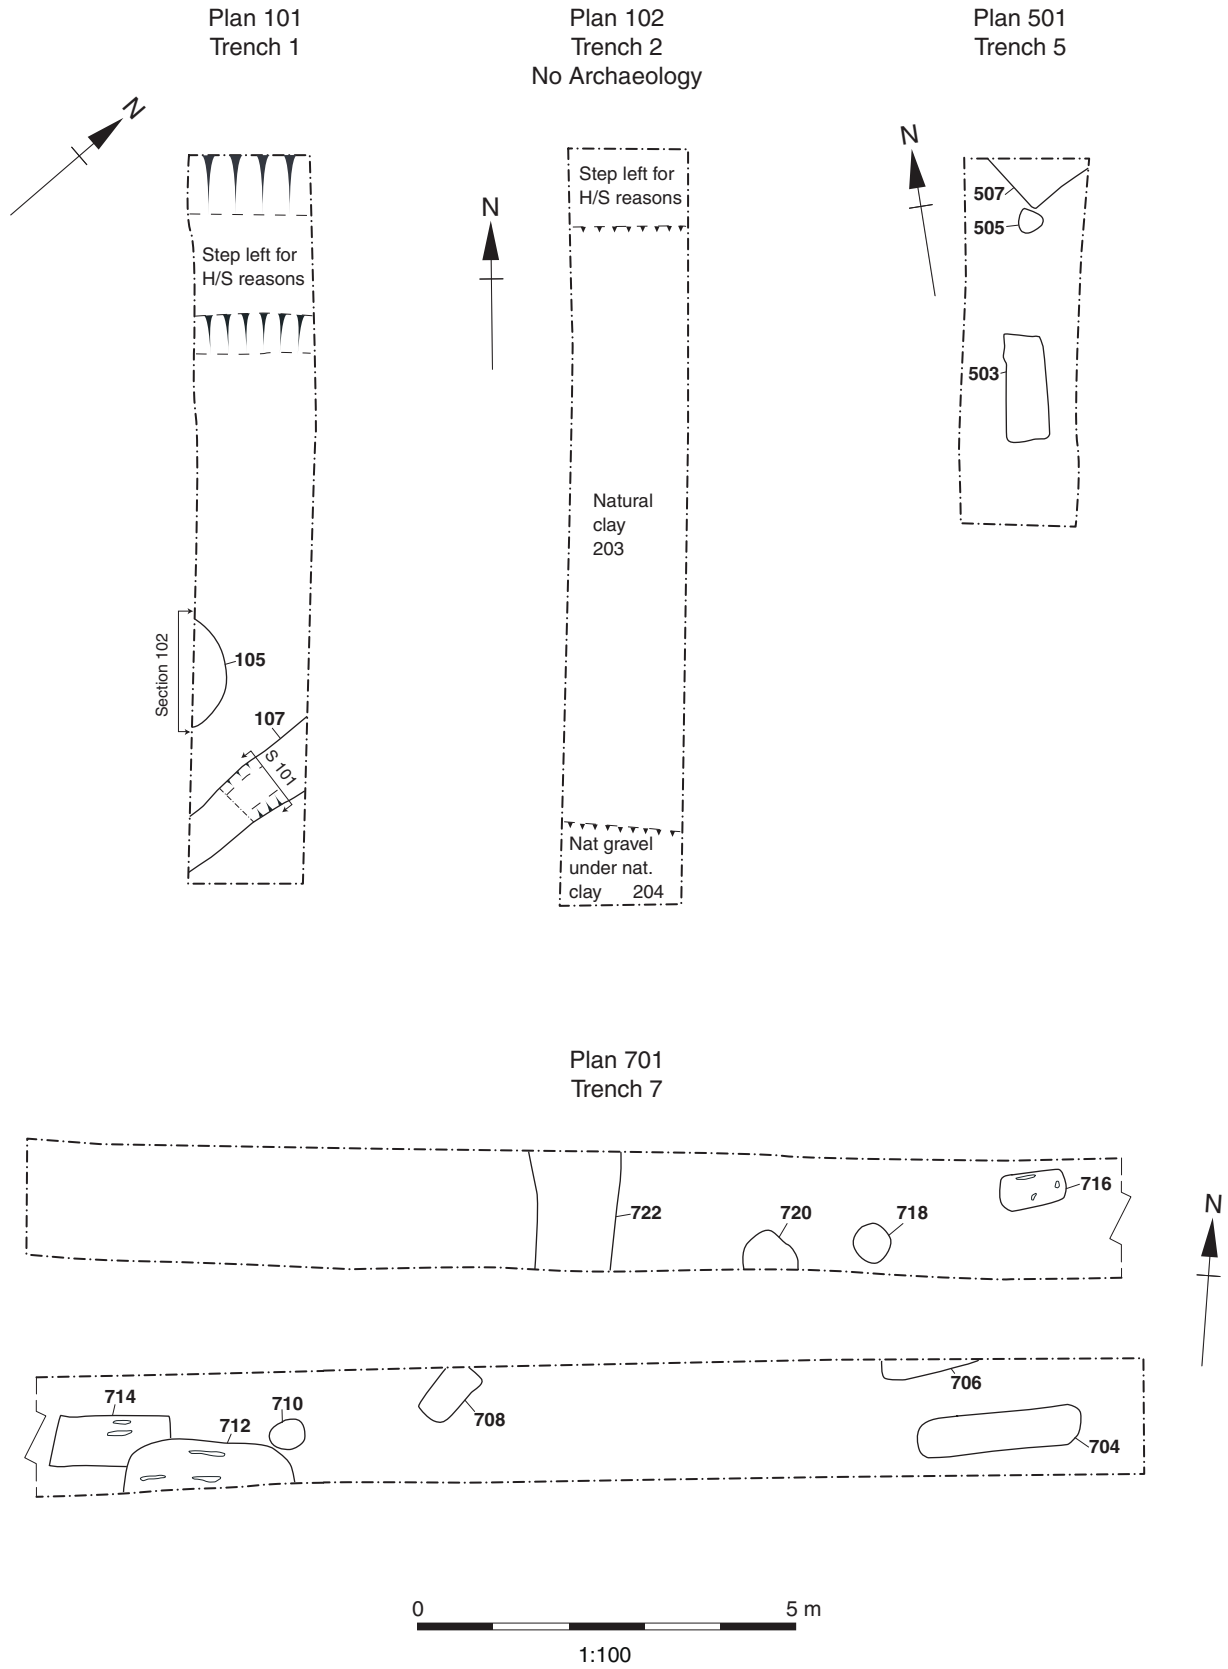 Plan 101
Trench 1
Plan 102
Trench 2
No Archaeology
Plan 501
Trench 5
N
Step left for
H/S reasons
Section 102
105
107
S 101
N
Step left for
H/S reasons
Natural
clay
203
Nat gravel
under nat.
clay 204
N
507
505
503
Plan 701
Trench 7
722
720
718
716
N
714
712
710
708
706
704
0 5 m
1:100